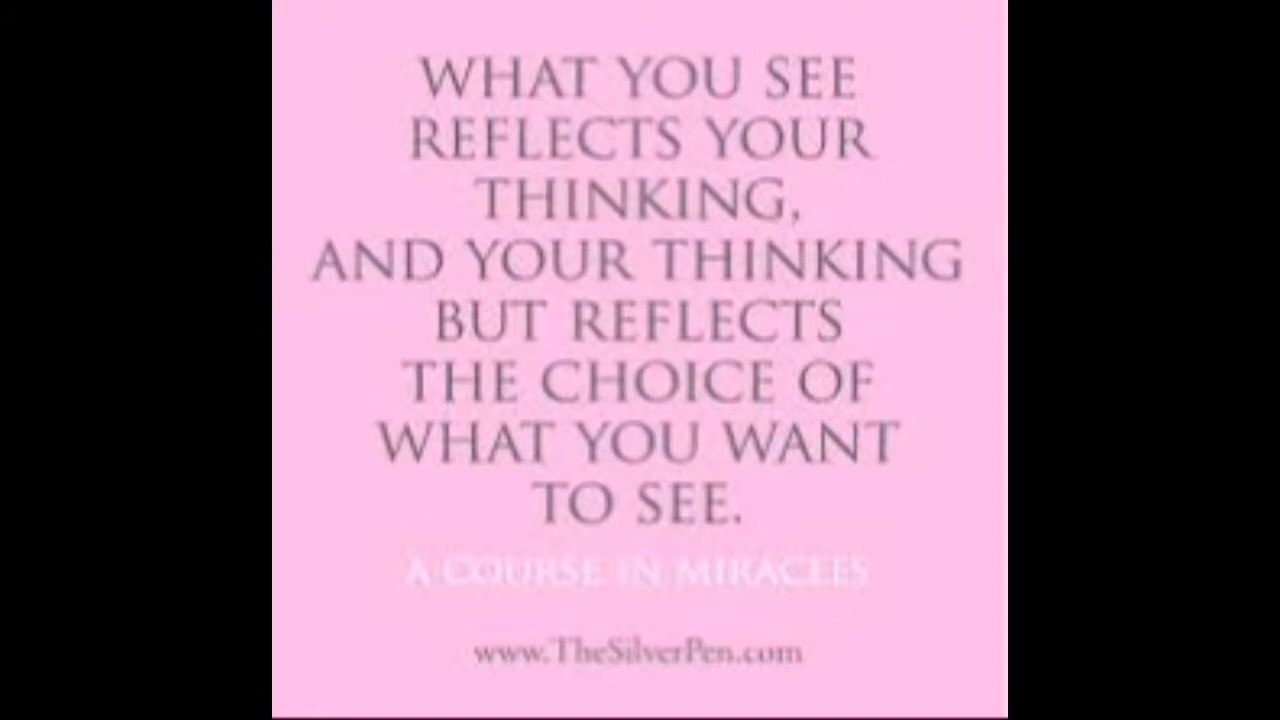 WHAT YOU SEE
REFLECTS YOUR
THINKING,
AND YOUR THINKING
BUT REFLECTS
THE CHOICE OF
WHAT YOU WANT
TO SEE.
A COURSE IN MIRACLES
www.TheSilverPen.com